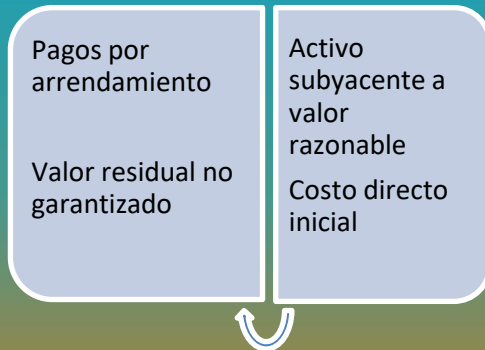 Pagos por
arrendamiento
Valor residual no
garantizado
Activo
subyacente a
valor
razonable
Costo directo
inicial